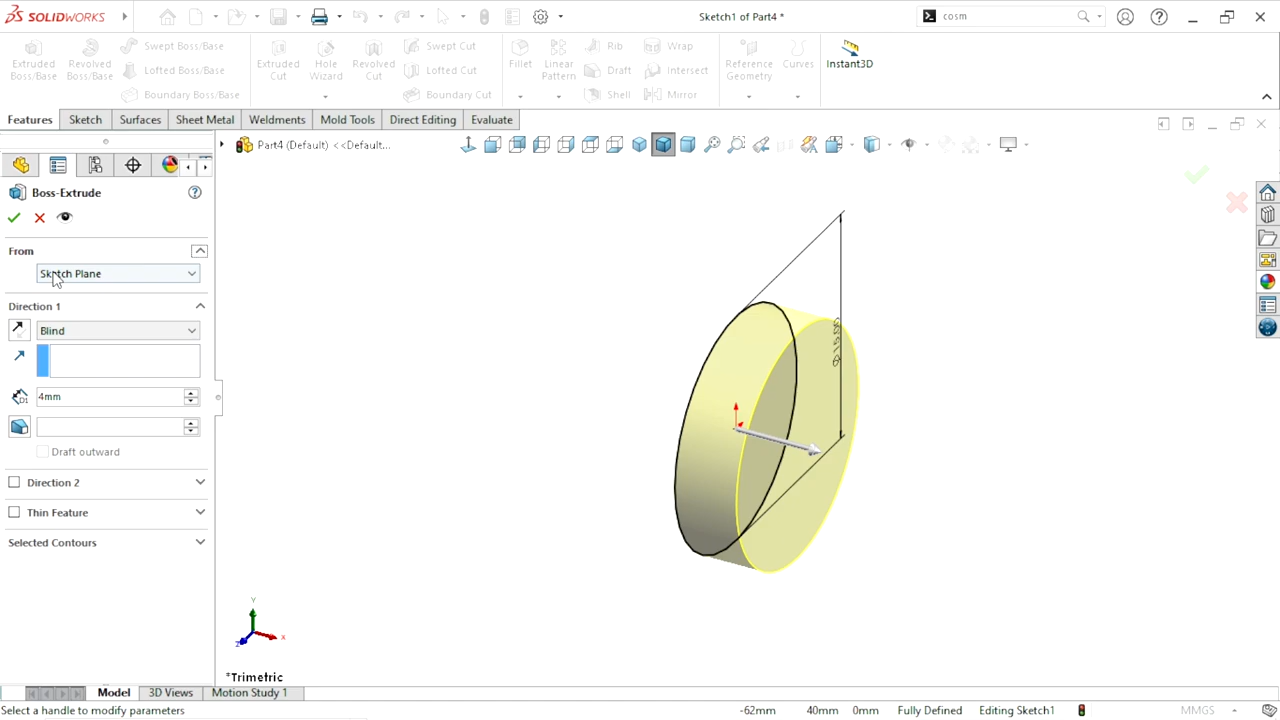 SOLIDWORKS
Sketch1 of Part4 *
cosm
Extruded Boss/Base
Revolved Boss/Base
Swept Boss/Base
Lofted Boss/Base
Boundary Boss/Base
Extruded Cut
Hole Wizard
Revolved Cut
Swept Cut
Lofted Cut
Boundary Cut
Fillet
Linear Pattern
Rib
Draft
Shell
Wrap
Intersect
Mirror
Reference Geometry
Curves
Instant3D
Features
Sketch
Surfaces
Sheet Metal
Weldments
Mold Tools
Direct Editing
Evaluate
Part4 (Default) <<Default...
Boss-Extrude
From
Sketch Plane
Direction 1
Blind
D1
4mm
Draft outward
Direction 2
Thin Feature
Selected Contours
Y
X
Z
*Trimetric
Model
3D Views
Motion Study 1
Select a handle to modify parameters
-62mm
40mm
0mm
Fully Defined
Editing Sketch1
MMGS